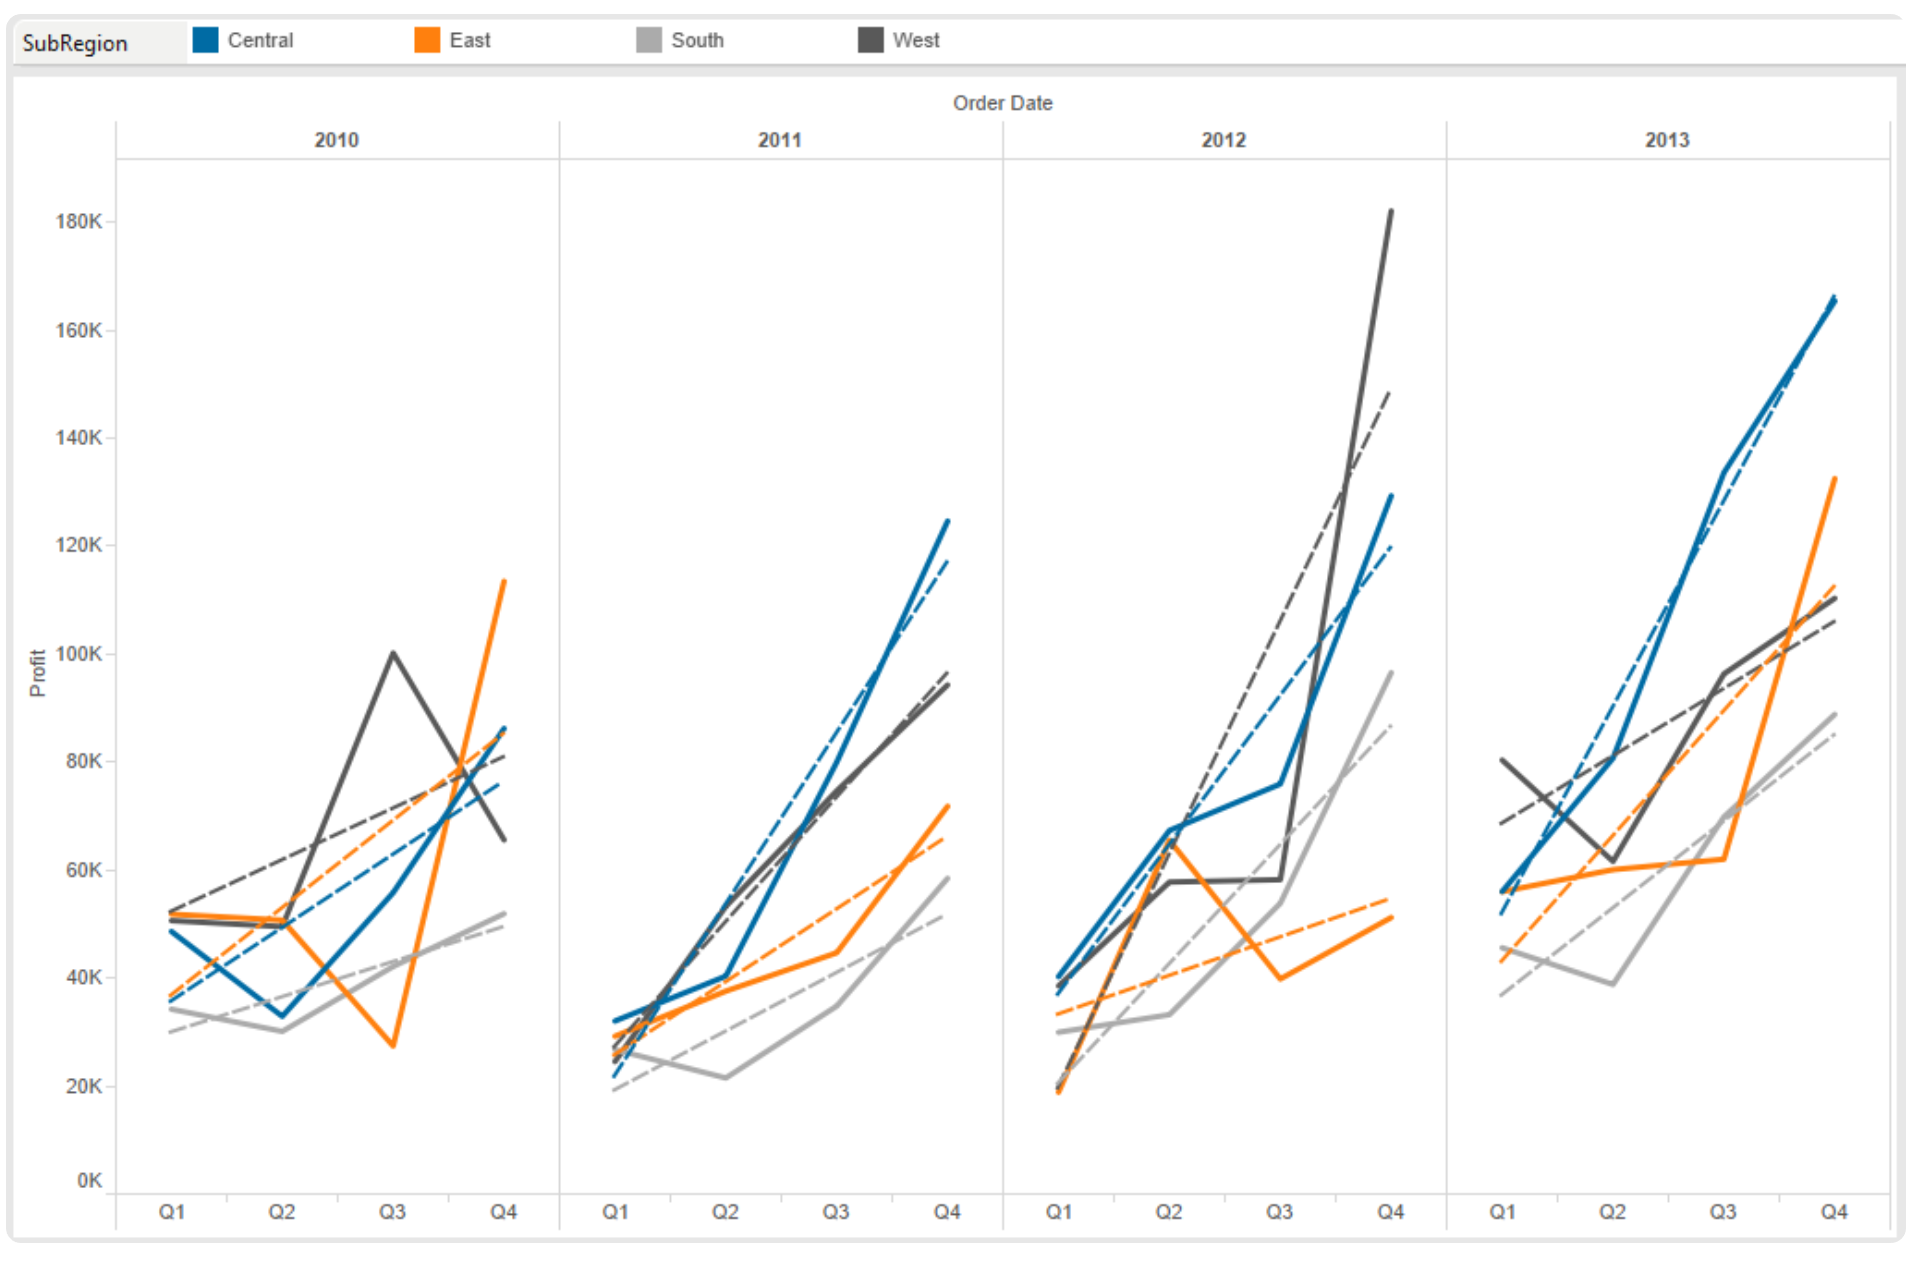 SubRegion Central East South West
Order Date
2010 2011 2012 2013
180K
160K
140K
120K
100K
80K
60K
40K
20K
0K
Profit
Q1 Q2 Q3 Q4 Q1 Q2 Q3 Q4 Q1 Q2 Q3 Q4 Q1 Q2 Q3 Q4